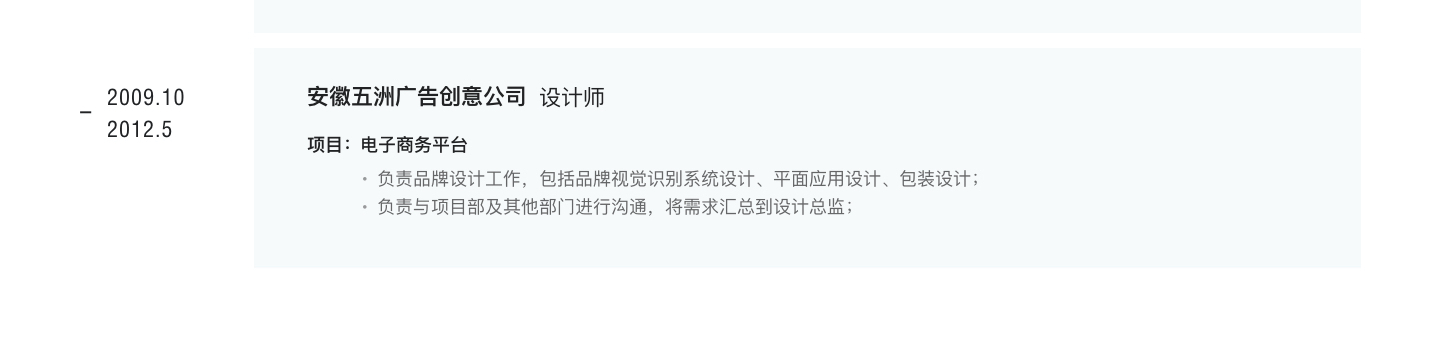 2009.10
–
2012.5
安徽五洲广告创意公司 设计师
项目：电子商务平台
· 负责品牌设计工作，包括品牌视觉识别系统设计、平面应用设计、包装设计；
· 负责与项目部及其他部门进行沟通，将需求汇总到设计总监；